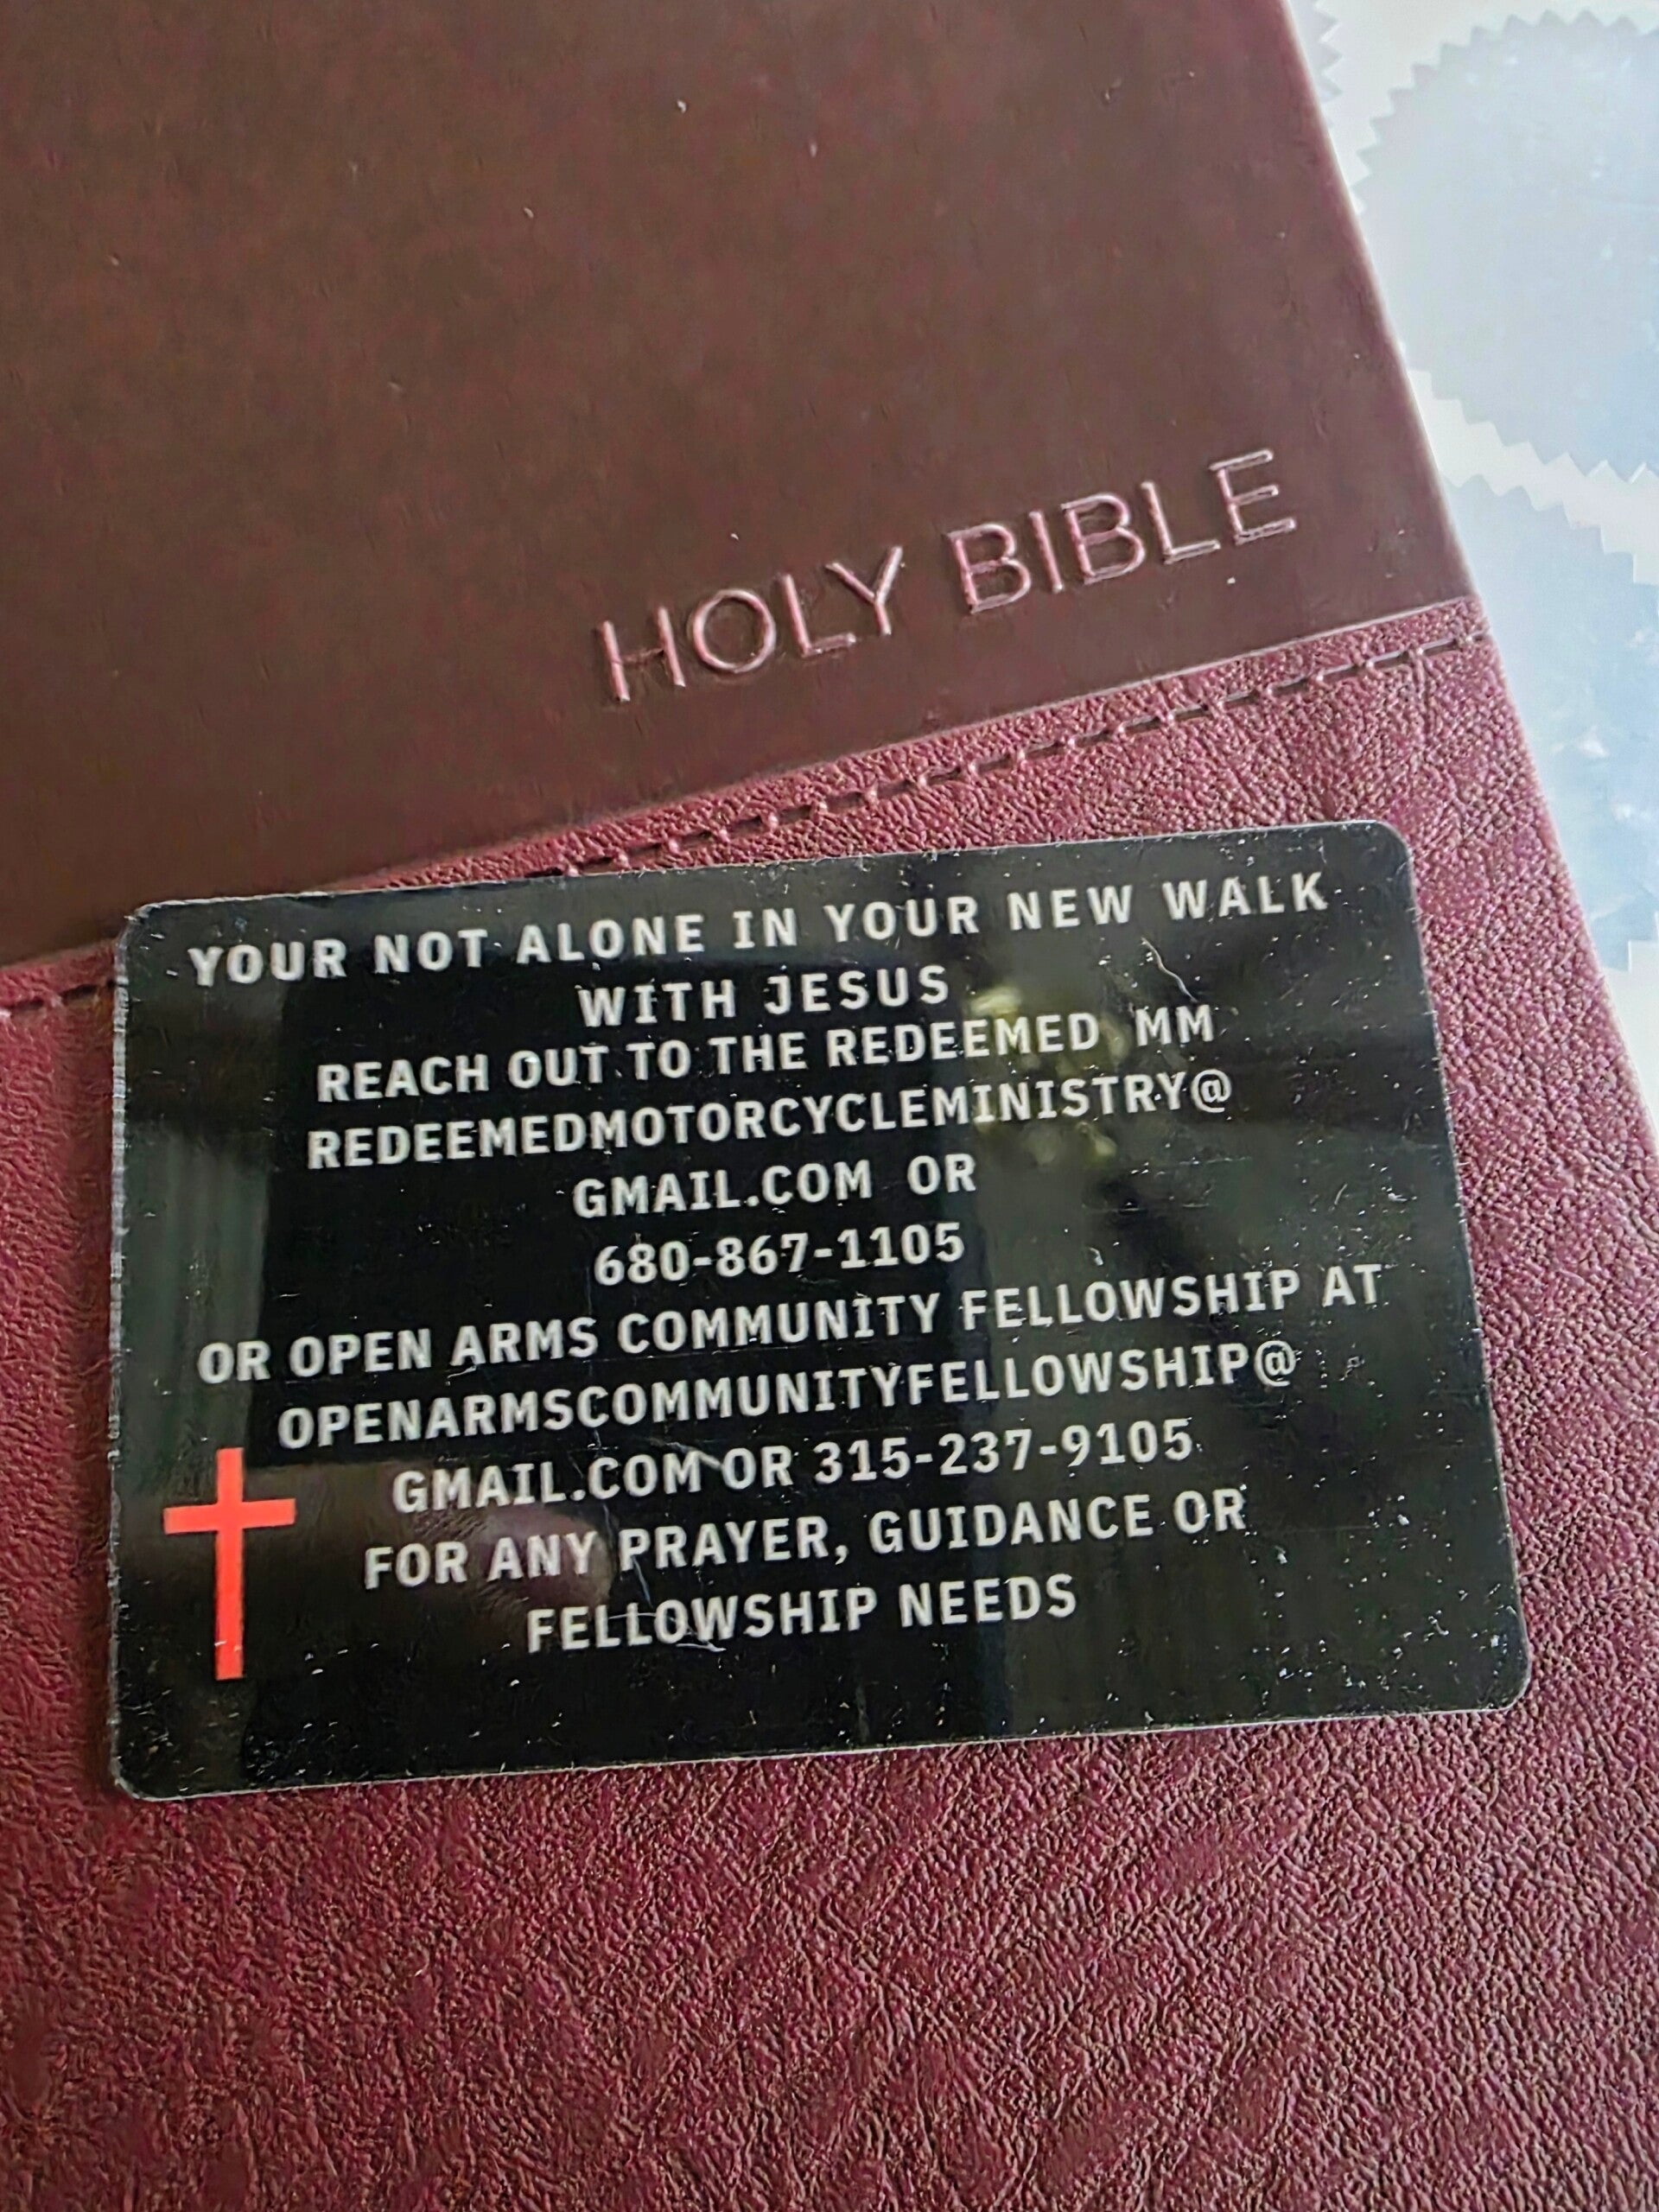 HOLY BIBLE
YOUR NOT ALONE IN YOUR NEW WALK
WITH JESUS
REACH OUT TO THE REDEEMED MM
REDEEMEDMOTORCYCLEMINISTRY@
GMAIL.COM OR
680-867-1105
OR OPEN ARMS COMMUNITY FELLOWSHIP AT
OPENARMSCOMMUNITYFELLOWSHIP@
GMAIL.COM OR 315-237-9105
FOR ANY PRAYER, GUIDANCE OR
FELLOWSHIP NEEDS